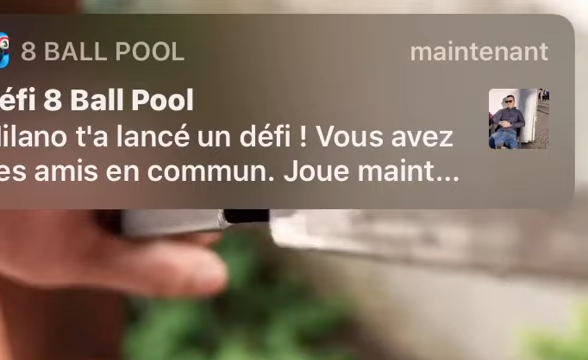 8 BALL POOL
maintenant
éfi 8 Ball Pool
ilano t'a lancé un défi ! Vous avez
es amis en commun. Joue maint...